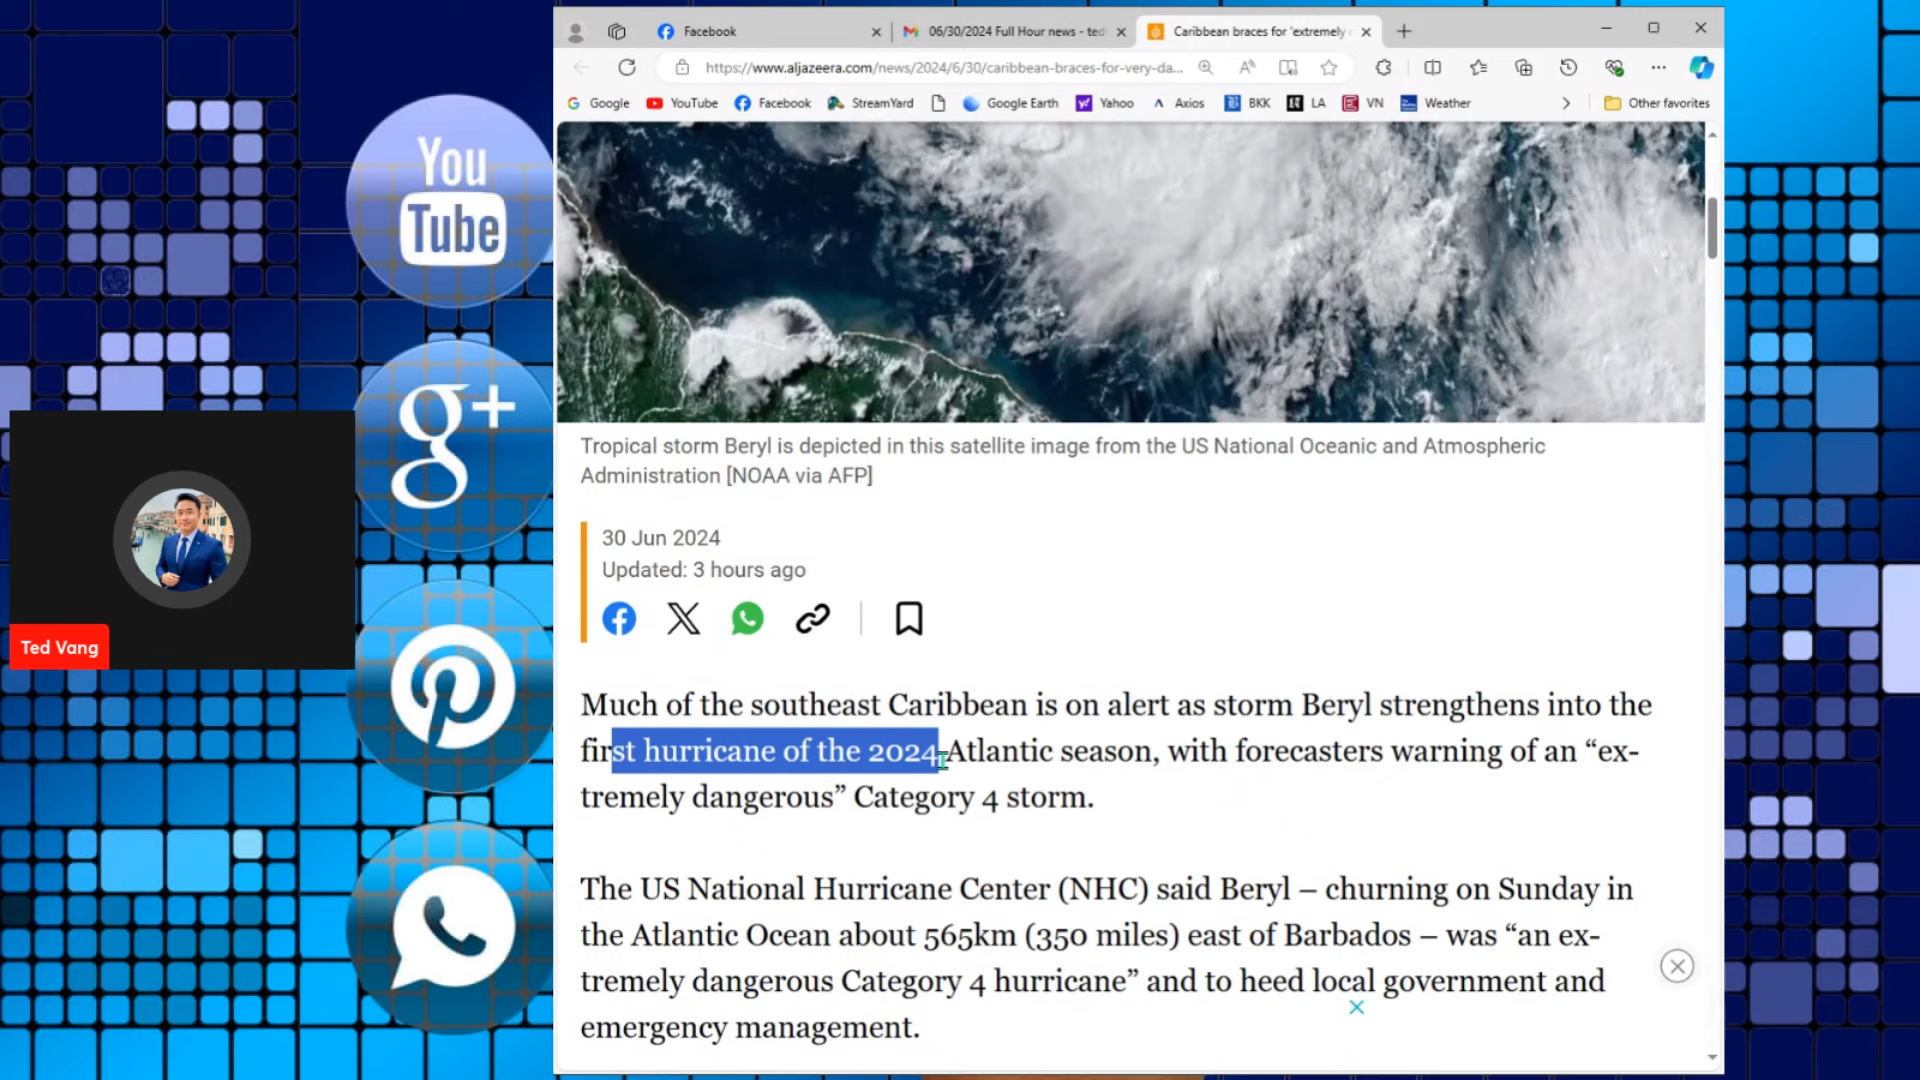 Facebook
06/30/2024 Full Hour news - ted
Caribbean braces for 'extremely
https://www.aljazeera.com/news/2024/6/30/caribbean-braces-for-very-da...
Google
YouTube
Facebook
StreamYard
Google Earth
Yahoo
Axios
BKK
LA
VN
Weather
Other favorites
You
Tube
g+
Ted Vang
Tropical storm Beryl is depicted in this satellite image from the US National Oceanic and Atmospheric
Administration [NOAA via AFP]
30 Jun 2024
Updated: 3 hours ago
Much of the southeast Caribbean is on alert as storm Beryl strengthens into the
first hurricane of the 2024 Atlantic season, with forecasters warning of an “ex-
tremely dangerous” Category 4 storm.
The US National Hurricane Center (NHC) said Beryl – churning on Sunday in
the Atlantic Ocean about 565km (350 miles) east of Barbados – was “an ex-
tremely dangerous Category 4 hurricane” and to heed local government and
emergency management.